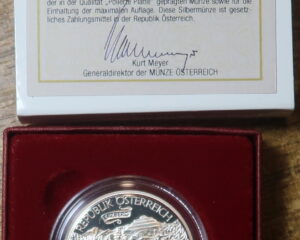 der in der Qualität „Polierte Platte" geprägten Münze sowie für die
Einhaltung der maximalen Auflage. Diese Silbermünze ist gesetz-
liches Zahlungsmittel in der Republik Österreich.
Kurt Meyer
Generaldirektor der MÜNZE ÖSTERREICH
REPUBLIK ÖSTERREICH